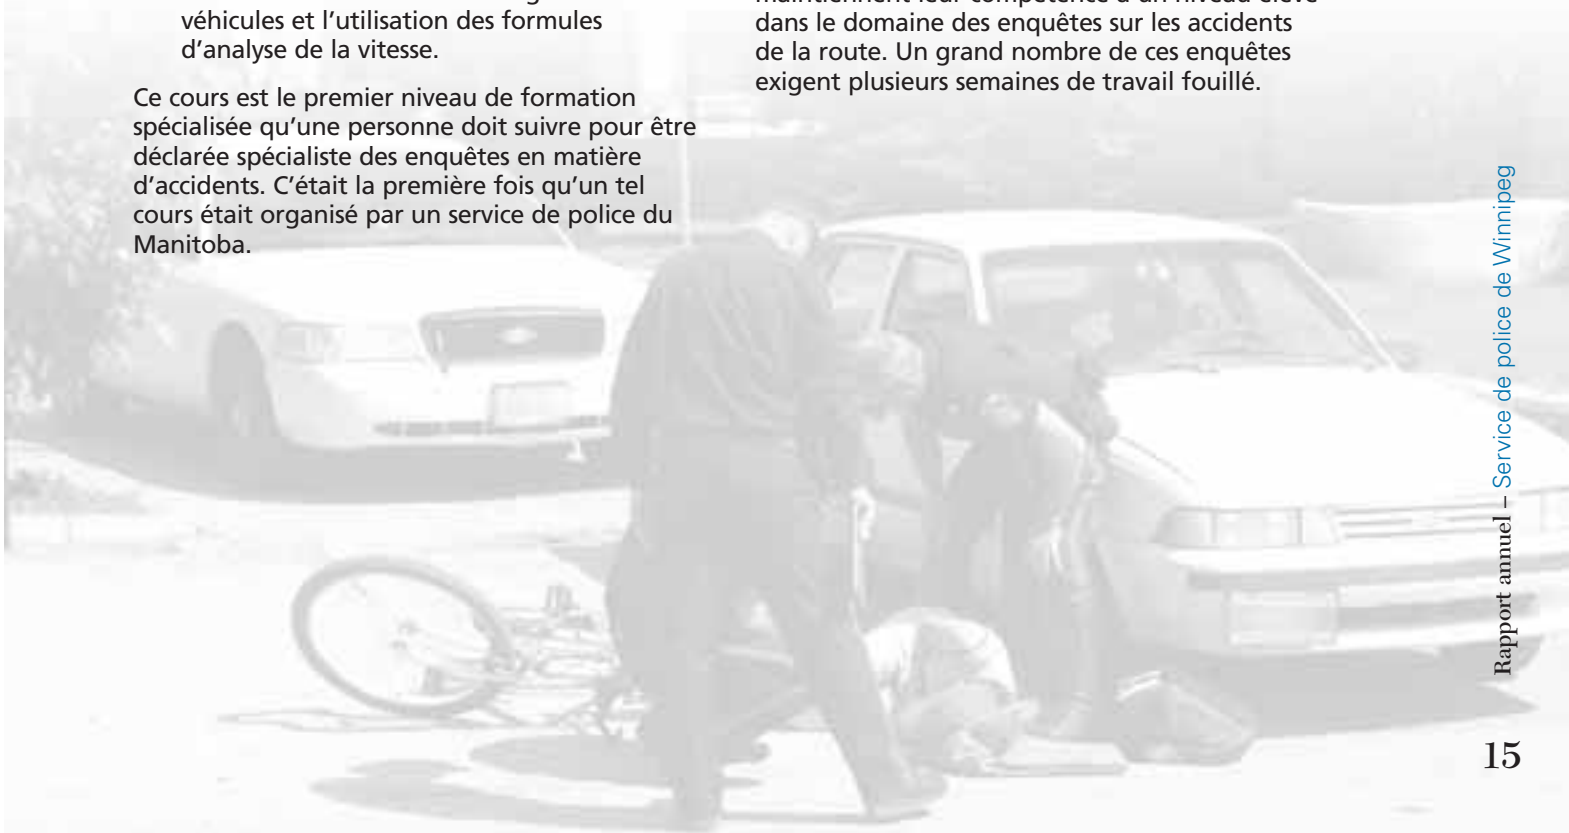 véhicules et l’utilisation des formules
d’analyse de la vitesse.
Ce cours est le premier niveau de formation
spécialisée qu’une personne doit suivre pour être
déclarée spécialiste des enquêtes en matière
d’accidents. C’était la première fois qu’un tel
cours était organisé par un service de police du
Manitoba.
dans le domaine des enquêtes sur les accidents
de la route. Un grand nombre de ces enquêtes
exigent plusieurs semaines de travail fouillé.
Rapport annuel – Service de police de Winnipeg
15